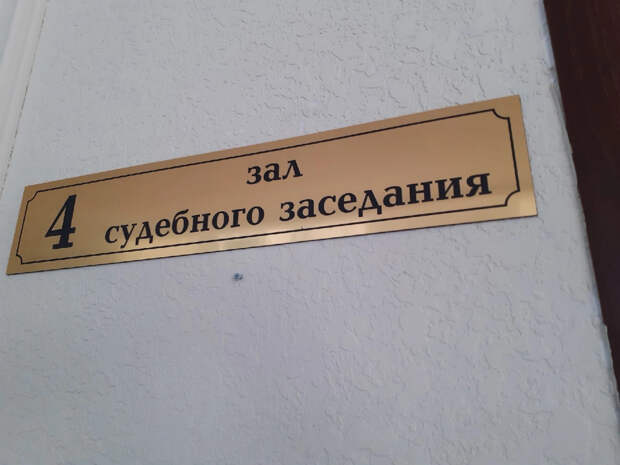 зал
4 судебного заседания